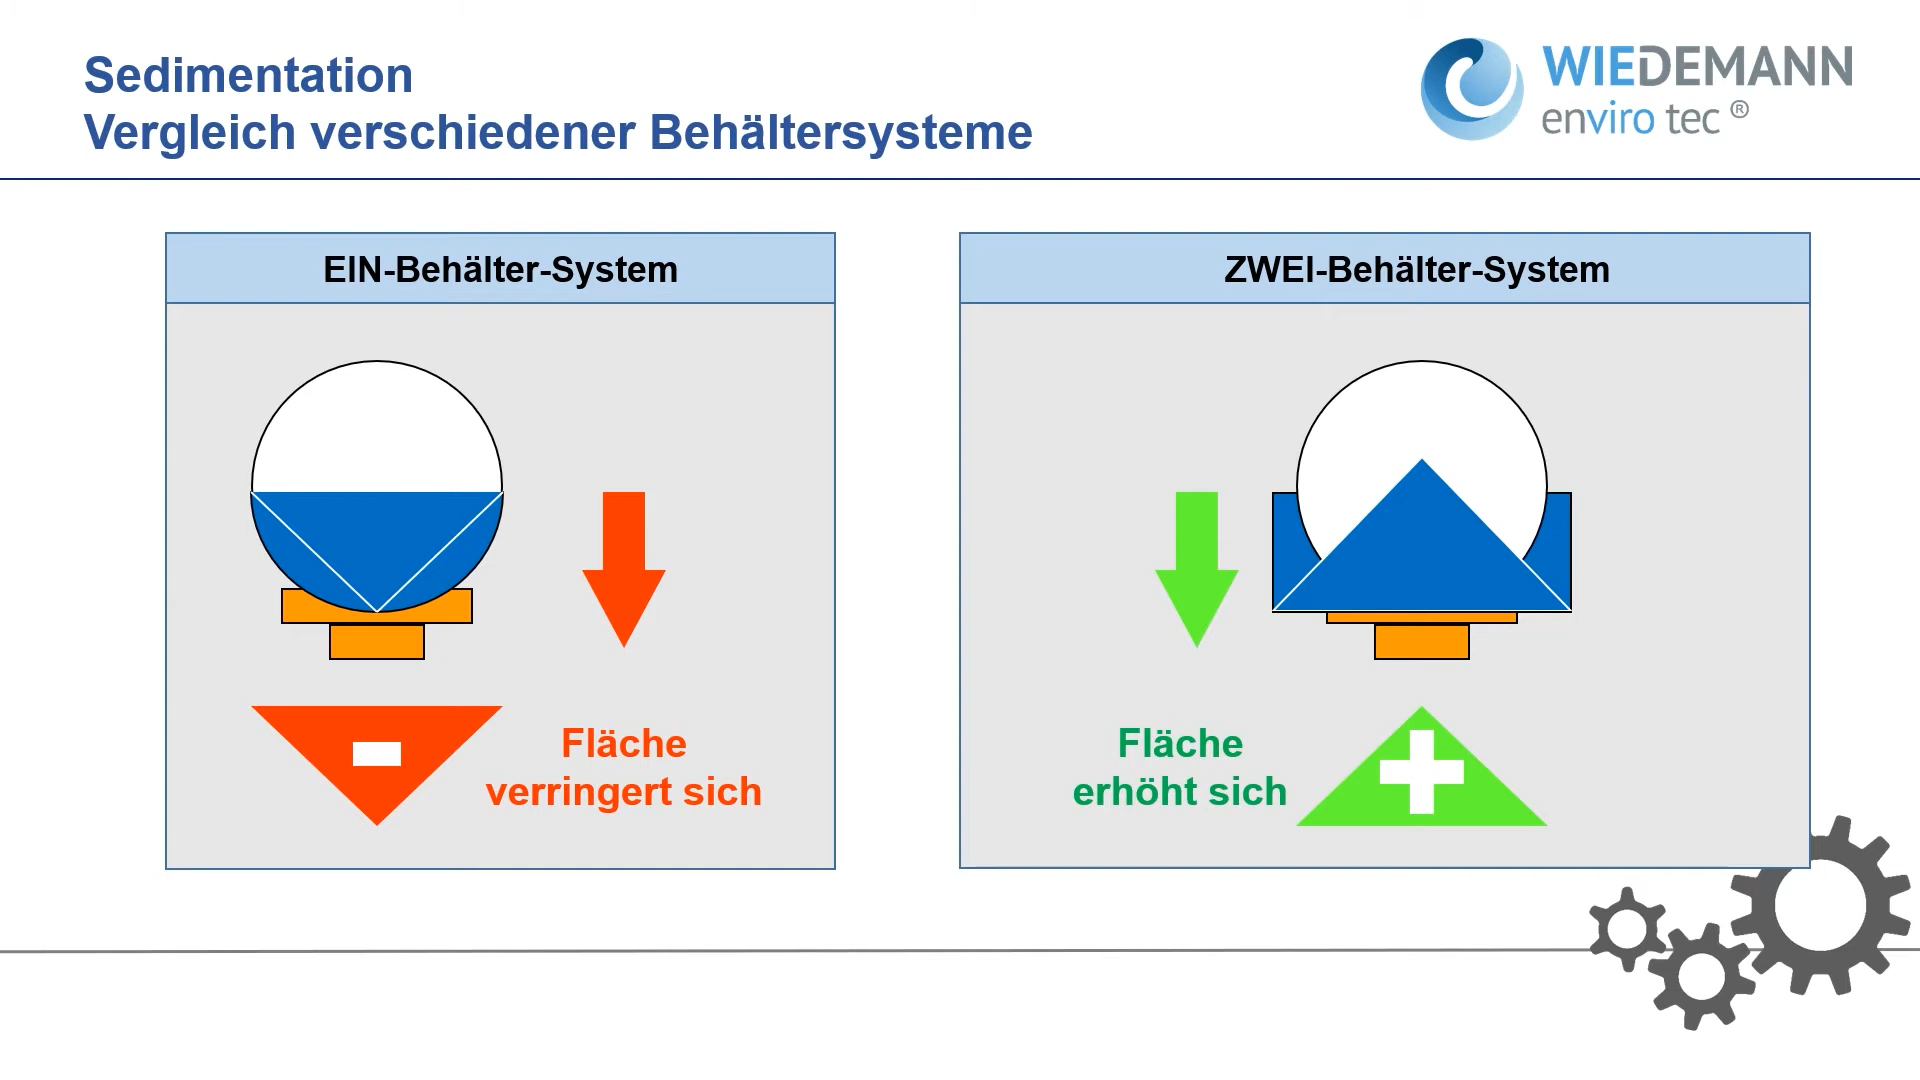 Sedimentation
Vergleich verschiedener Behältersysteme
WIEDEMANN
enviro tec ®
EIN-Behälter-System
Fläche
verringert sich
ZWEI-Behälter-System
Fläche
erhöht sich